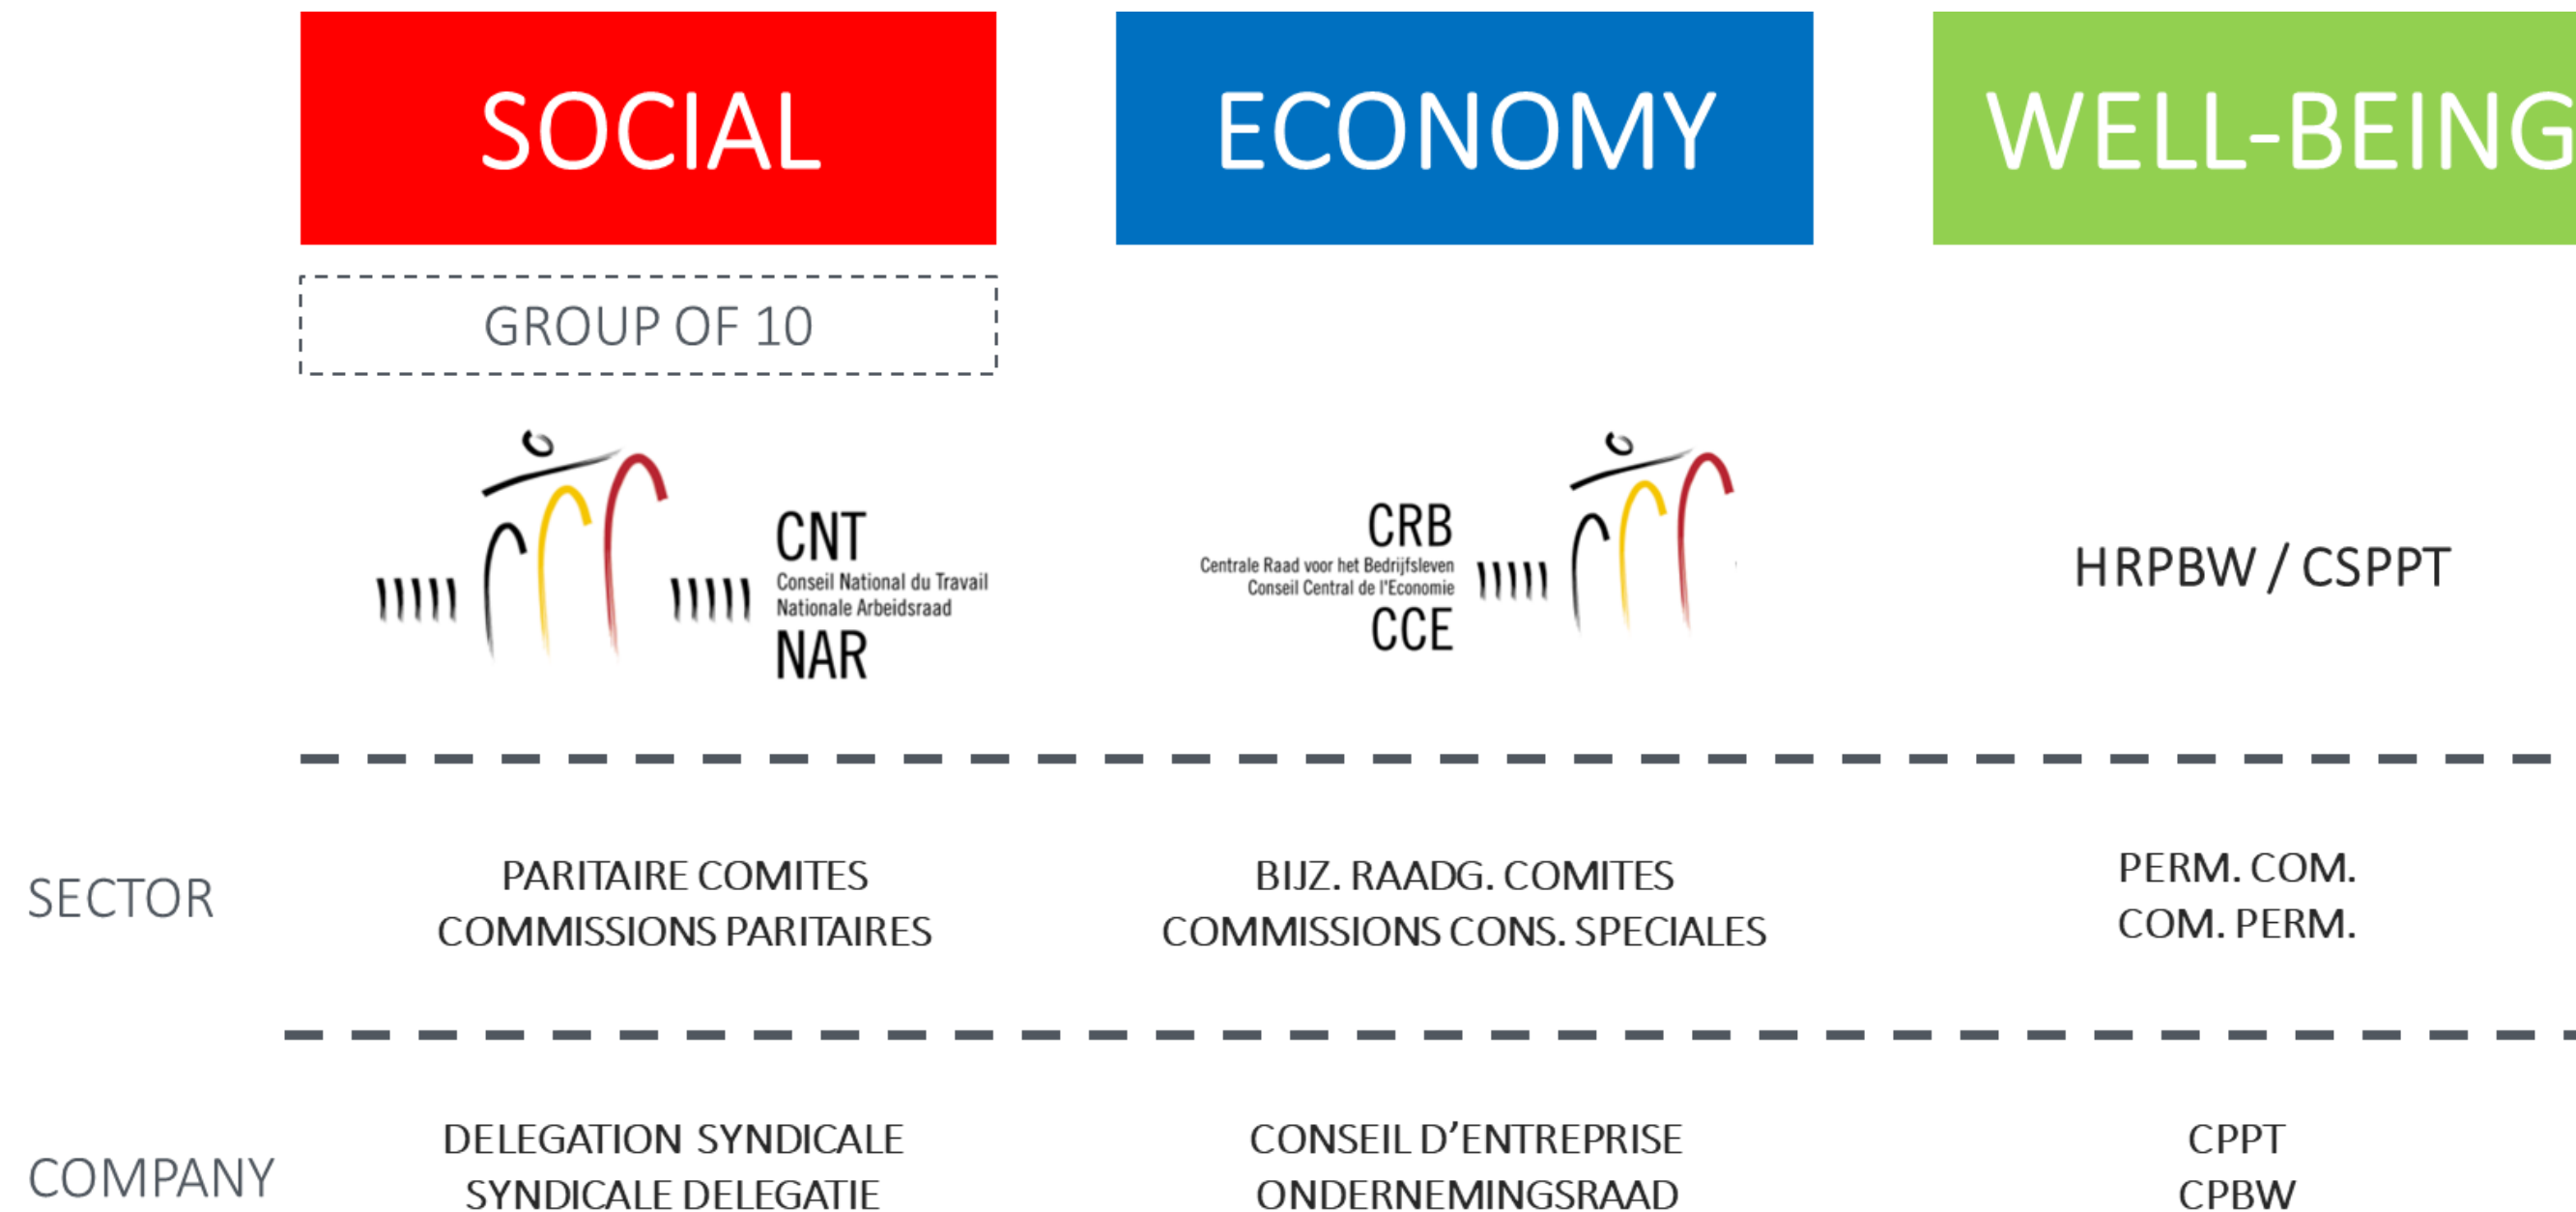 SOCIAL
ECONOMY
WELL-BEING
GROUP OF 10
CNT
Conseil National du Travail
Nationale Arbeidsraad
NAR
CRB
Centrale Raad voor het Bedrijfsleven
Conseil Central de l'Economie
CCE
HRPBW / CSPPT
SECTOR
PARITAIRE COMITES
COMMISSIONS PARITAIRES
BIJZ. RAADG. COMITES
COMMISSIONS CONS. SPECIALES
PERM. COM.
COM. PERM.
COMPANY
DELEGATION SYNDICALE
SYNDICALE DELEGATIE
CONSEIL D’ENTREPRISE
ONDERNEMINGSRAAD
CPPT
CPBW